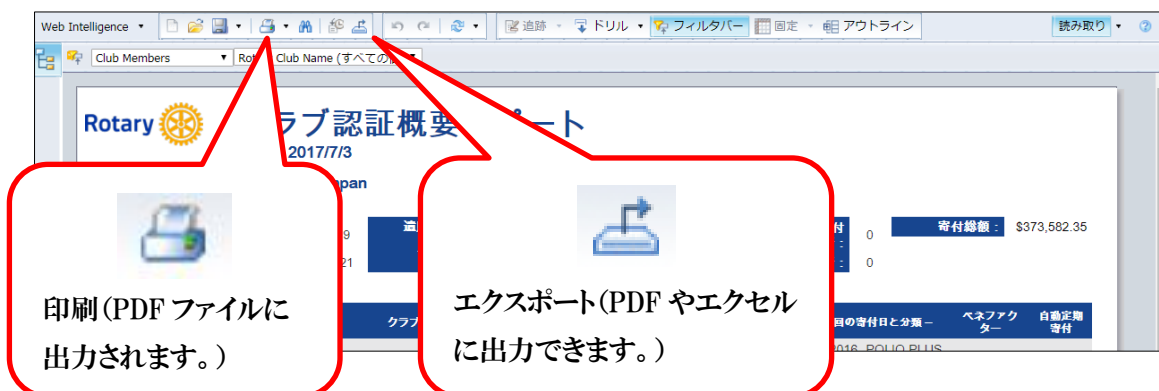 Web Intelligence 追跡 ドリル フィルタバー 固定 アウトライン 読み取り
Club Members Club Name (すべての
Rotary ラブ認証概要 ート
2017/7/3
pan
9 遺 付 0 寄付総額： $373,582.35
21 ： 0
クラブ 回の寄付日と分類 ベネファクター 自動定期寄付
2016 POLIO PLUS
印刷(PDF ファイルに
出力されます。)
エクスポート(PDF やエクセル
に出力できます。)